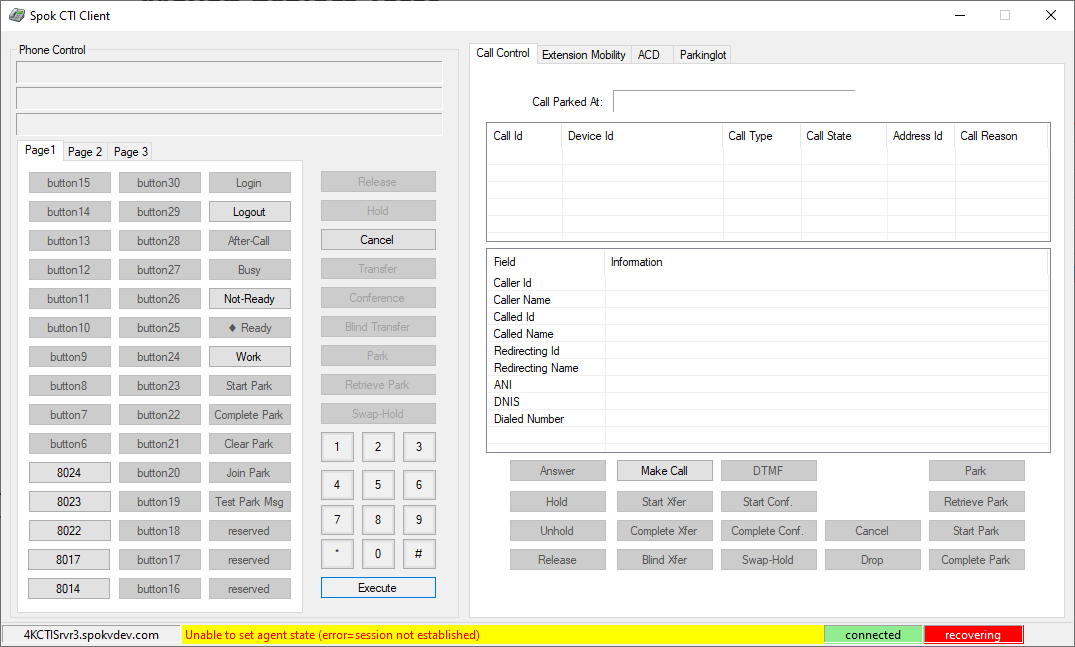 Spok CTI Client
Phone Control
Page1 Page 2 Page 3
button15 button30 Login
button14 button29 Logout
button13 button28 After-Call
button12 button27 Busy
button11 button26 Not-Ready
button10 button25 ♦ Ready
button9 button24 Work
button8 button23 Start Park
button7 button22 Complete Park
button6 button21 Clear Park
8024 button20 Join Park
8023 button19 Test Park Msg
8022 button18 reserved
8017 button17 reserved
8014 button16 reserved
Release
Hold
Cancel
Transfer
Conference
Blind Transfer
Park
Retrieve Park
Swap-Hold
1 2 3
4 5 6
7 8 9
* 0 #
Execute
Call Control Extension Mobility ACD Parkinglot
Call Parked At:
Call Id Device Id Call Type Call State Address Id Call Reason
Field Information
Caller Id
Caller Name
Called Id
Called Name
Redirecting Id
Redirecting Name
ANI
DNIS
Dialed Number
Answer Make Call DTMF Park
Hold Start Xfer Start Conf. Retrieve Park
Unhold Complete Xfer Complete Conf. Cancel Start Park
Release Blind Xfer Swap-Hold Drop Complete Park
4KCTISrvr3.spokvdev.com Unable to set agent state (error=session not established) connected recovering